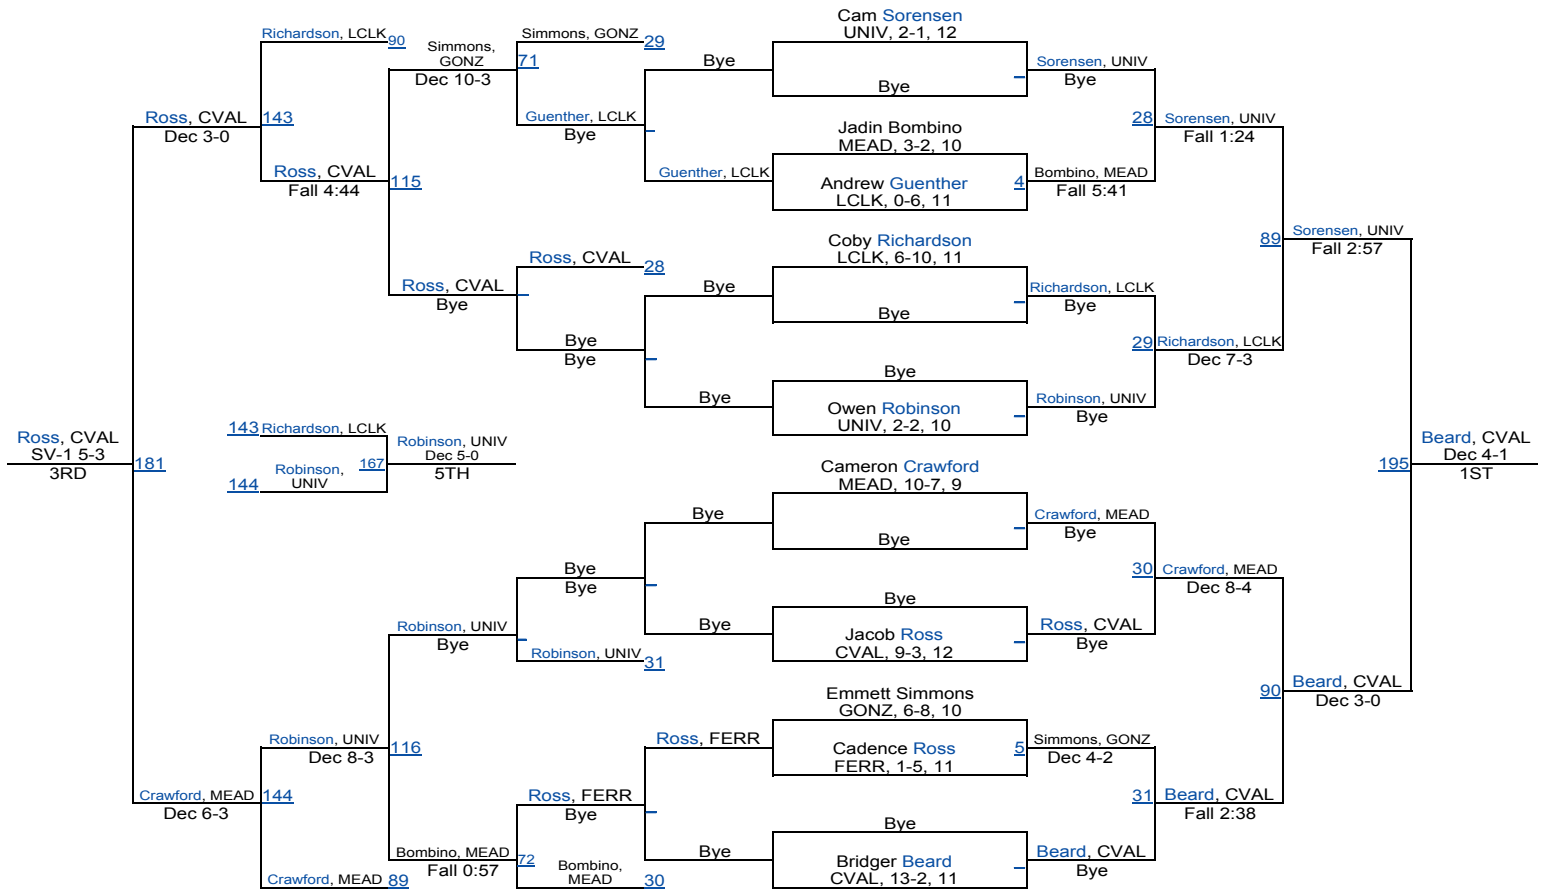 Cam Sorensen
UNIV, 2-1, 12
Richardson, LCLK
90
Simmons,
GONZ
Dec 10-3
Simmons, GONZ
29
71
Bye
Bye
Sorensen, UNIV
Bye
Ross, CVAL
Dec 3-0
143
Guenther, LCLK
Bye
Jadin Bombino
MEAD, 3-2, 10
28
Sorensen, UNIV
Fall 1:24
Ross, CVAL
Fall 4:44
115
Guenther, LCLK
Andrew Guenther
LCLK, 0-6, 11
4
Bombino, MEAD
Fall 5:41
Coby Richardson
LCLK, 6-10, 11
89
Sorensen, UNIV
Fall 2:57
Ross, CVAL
28
Ross, CVAL
Bye
Bye
Bye
Richardson, LCLK
Bye
Bye
Bye
29
Richardson, LCLK
Dec 7-3
Bye
Bye
Owen Robinson
UNIV, 2-2, 10
Robinson, UNIV
Bye
Ross, CVAL
SV-1 5-3
3RD
181
143
Richardson, LCLK
144
Robinson,
UNIV
167
Robinson, UNIV
Dec 5-0
5TH
195
Beard, CVAL
Dec 4-1
1ST
Cameron Crawford
MEAD, 10-7, 9
Bye
Bye
Crawford, MEAD
Bye
Bye
Bye
30
Crawford, MEAD
Dec 8-4
Robinson, UNIV
Bye
Robinson, UNIV
31
Bye
Bye
Jacob Ross
CVAL, 9-3, 12
Ross, CVAL
Bye
Emmett Simmons
GONZ, 6-8, 10
90
Beard, CVAL
Dec 3-0
Robinson, UNIV
Dec 8-3
116
Ross, FERR
Cadence Ross
FERR, 1-5, 11
5
Simmons, GONZ
Dec 4-2
Crawford, MEAD
Dec 6-3
144
Ross, FERR
Bye
31
Beard, CVAL
Fall 2:38
Bye
Bombino, MEAD
Fall 0:57
72
Bombino,
MEAD
30
Bye
Bridger Beard
CVAL, 13-2, 11
Beard, CVAL
Bye
Crawford, MEAD
89